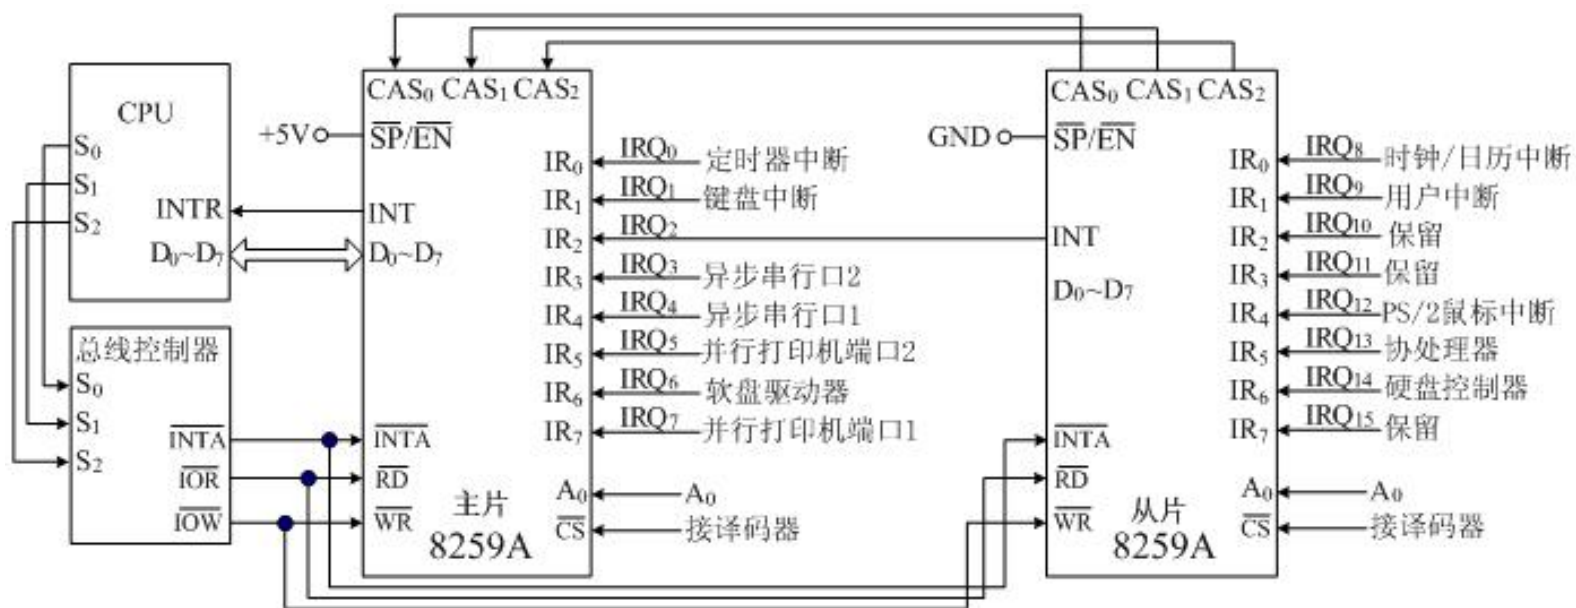 CPU
S₀
S₁
S₂
INTR
D₀~D₇
总线控制器
S₀
S₁
S₂
INTA
IOR
IOW
+5V
CAS₀ CAS₁ CAS₂
SP/EN
INT
D₀~D₇
INTA
RD
WR
主片
8259A
IR₀ IRQ₀ 定时器中断
IR₁ IRQ₁ 键盘中断
IR₂ IRQ₂
IR₃ IRQ₃ 异步串行口2
IR₄ IRQ₄ 异步串行口1
IR₅ IRQ₅ 并行打印机端口2
IR₆ IRQ₆ 软盘驱动器
IR₇ IRQ₇ 并行打印机端口1
A₀ A₀
CS 接译码器
GND
CAS₀ CAS₁ CAS₂
SP/EN
INT
D₀~D₇
INTA
RD
WR
从片
8259A
IR₀ IRQ₈ 时钟/日历中断
IR₁ IRQ₉ 用户中断
IR₂ IRQ₁₀ 保留
IR₃ IRQ₁₁ 保留
IR₄ IRQ₁₂ PS/2鼠标中断
IR₅ IRQ₁₃ 协处理器
IR₆ IRQ₁₄ 硬盘控制器
IR₇ IRQ₁₅ 保留
A₀ A₀
CS 接译码器